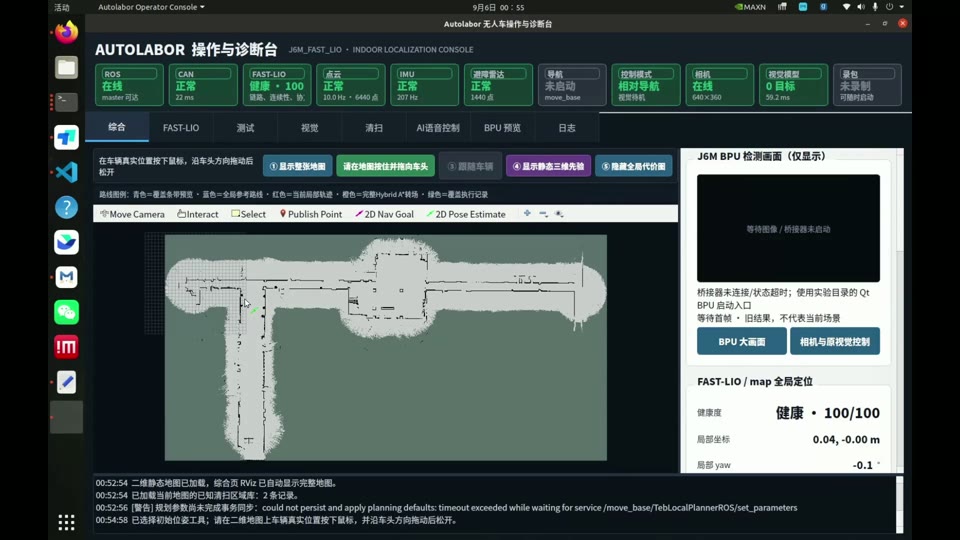 活动
Autolabor Operator Console
9月6日 00：55
MAXN
Autolabor 无人车操作与诊断台
AUTOLABOR 操作与诊断台
J6M_FAST_LIO • INDOOR LOCALIZATION CONSOLE
ROS
在线
master 可达
CAN
正常
22 ms
FAST-LIO
健康 • 100
链路、连续性、协
点云
正常
10.0 Hz • 6440 点
IMU
正常
207 Hz
避障雷达
正常
1440 点
导航
未启动
move_base
控制模式
相对导航
视觉待机
相机
在线
640×360
视觉模型
0 目标
59.2 ms
录包
未录制
可随时启动
综合
FAST-LIO
测试
视觉
清扫
AI语音控制
BPU 预览
日志
在车辆真实位置按下鼠标，沿车头方向拖动后松开
① 显示整张地图
请在地图按住并拖向车头
③ 跟随车辆
④ 显示静态三维先验
⑤ 隐藏全局代价图
路线图例：青色＝覆盖条带预览 • 蓝色＝全局参考路线 • 红色＝当前局部轨迹 • 橙色＝完整Hybrid A*转场 • 绿色＝覆盖执行记录
Move Camera
Interact
Select
Publish Point
2D Nav Goal
2D Pose Estimate
J6M BPU 检测画面（仅显示）
等待图像 / 桥接器未启动
桥接器未连接/状态超时；使用实验目录的 Qt
BPU 启动入口
等待首帧 • 旧结果，不代表当前场景
BPU 大画面
相机与原视觉控制
FAST-LIO / map 全局定位
健康度
健康 • 100/100
局部坐标
0.04, -0.00 m
局部 yaw
-0.1 °
00:52:54 二维静态地图已加载，综合页 RViz 已自动显示完整地图。
00:52:54 已加载当前地图的已知清扫区域库：2 条记录。
00:52:56 [警告] 规划参数尚未完成事务同步：could not persist and apply planning defaults: timeout exceeded while waiting for service /move_base/TebLocalPlannerROS/set_parameters
00:54:58 已选择初始位姿工具；请在二维地图上车辆真实位置按下鼠标，并沿车头方向拖动后松开。